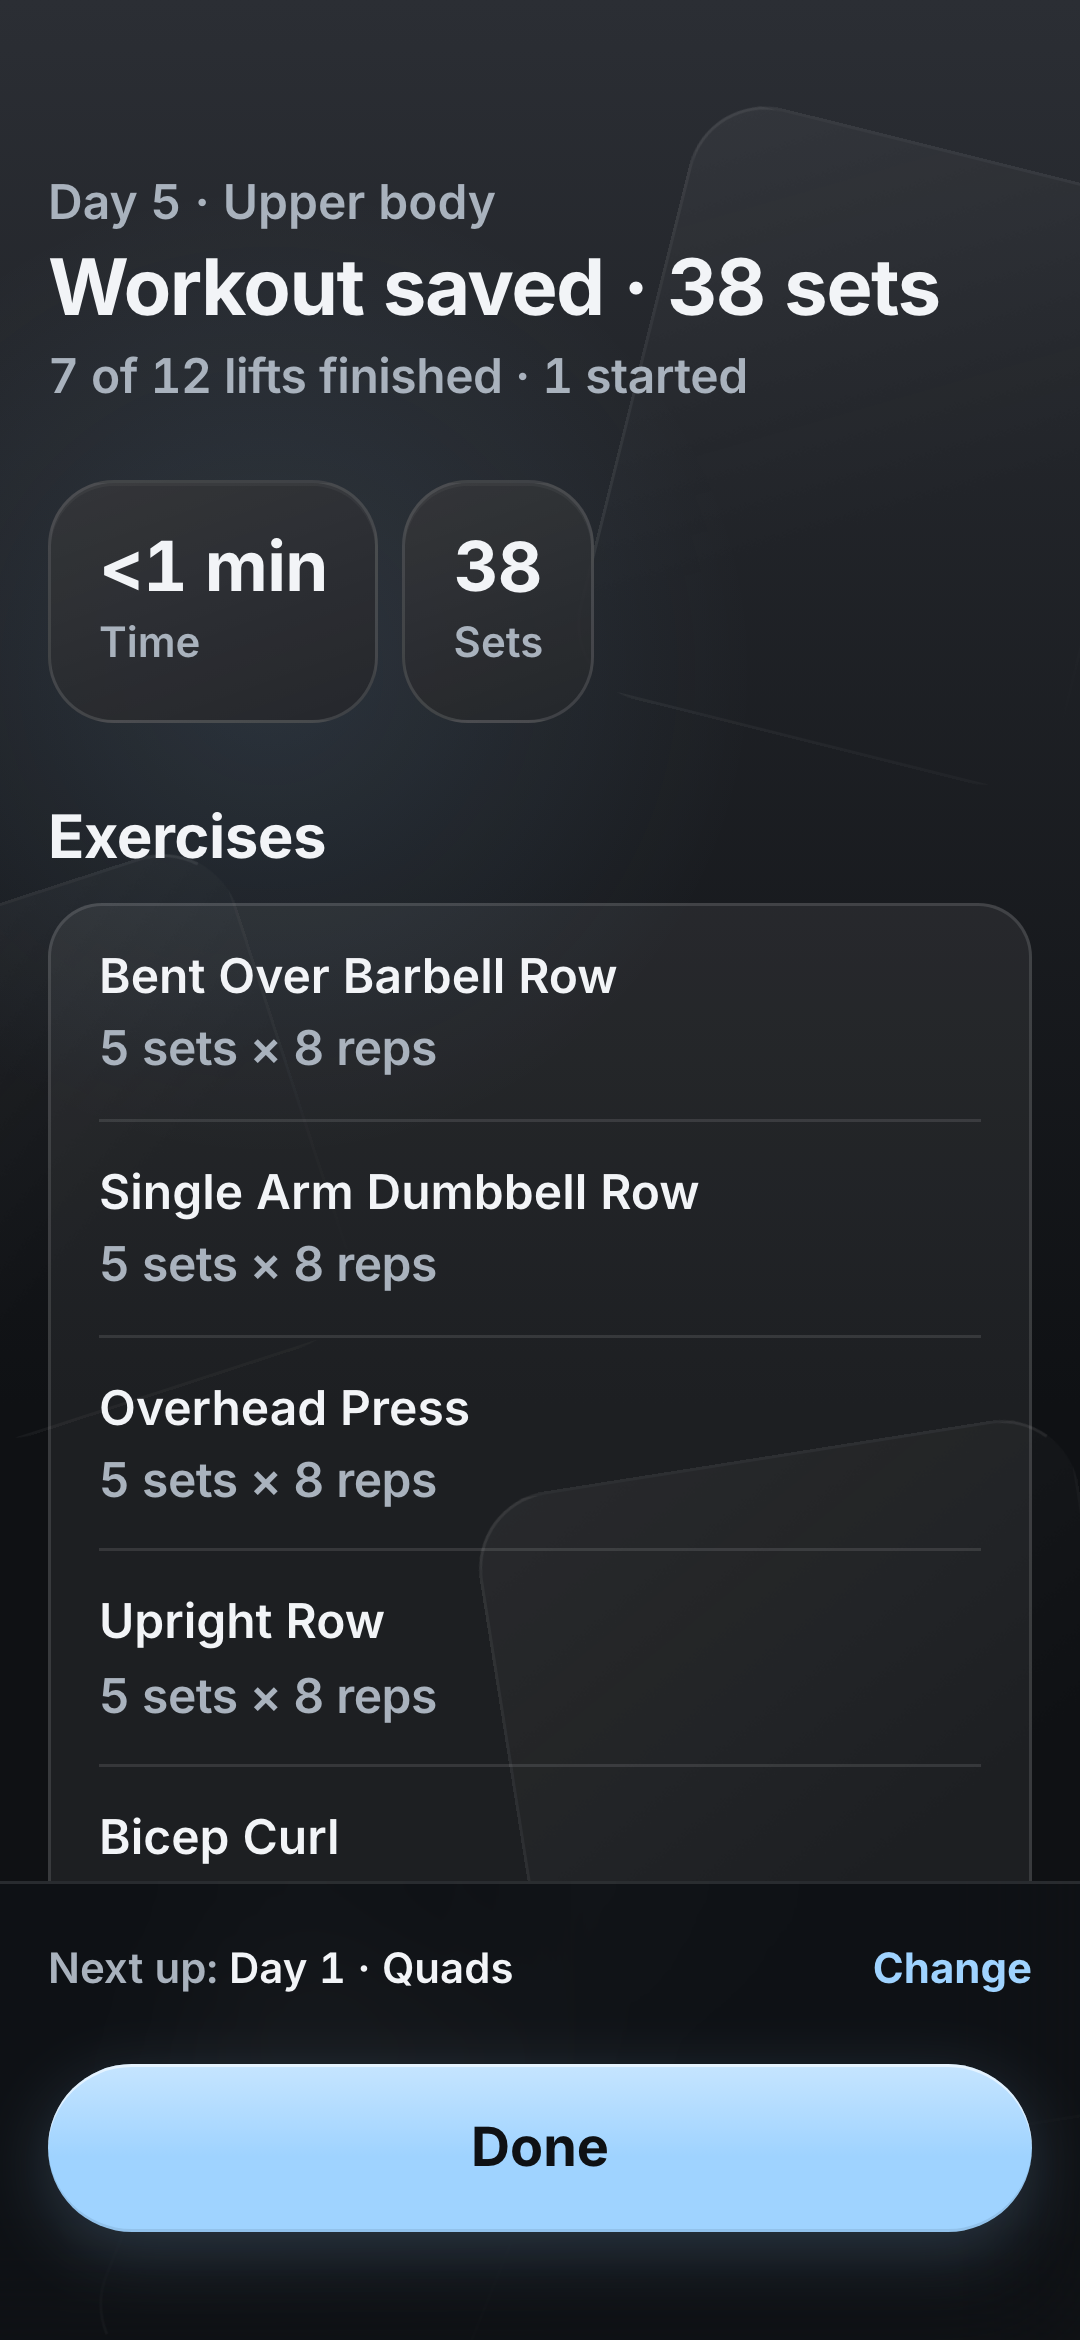 Day 5 · Upper body
Workout saved · 38 sets
7 of 12 lifts finished · 1 started
<1 min
Time
38
Sets
Exercises
Bent Over Barbell Row
5 sets × 8 reps
Single Arm Dumbbell Row
5 sets × 8 reps
Overhead Press
5 sets × 8 reps
Upright Row
5 sets × 8 reps
Bicep Curl
Next up: Day 1 · Quads
Change
Done